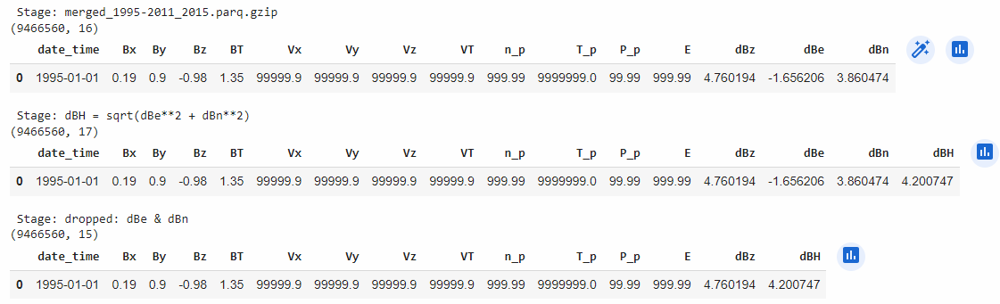 Stage: merged_1995-2011_2015.parq.gzip
(9466560, 16)
date_time Bx By Bz BT Vx Vy Vz VT n_p T_p P_p E dBz dBe dBn
0 1995-01-01 0.19 0.9 -0.98 1.35 99999.9 99999.9 99999.9 99999.9 999.99 9999999.0 99.99 999.99 4.760194 -1.656206 3.860474
Stage: dBH = sqrt(dBe**2 + dBn**2)
(9466560, 17)
date_time Bx By Bz BT Vx Vy Vz VT n_p T_p P_p E dBz dBe dBn dBH
0 1995-01-01 0.19 0.9 -0.98 1.35 99999.9 99999.9 99999.9 99999.9 999.99 9999999.0 99.99 999.99 4.760194 -1.656206 3.860474 4.200747
Stage: dropped: dBe & dBn
(9466560, 15)
date_time Bx By Bz BT Vx Vy Vz VT n_p T_p P_p E dBz dBH
0 1995-01-01 0.19 0.9 -0.98 1.35 99999.9 99999.9 99999.9 99999.9 999.99 9999999.0 99.99 999.99 4.760194 4.200747